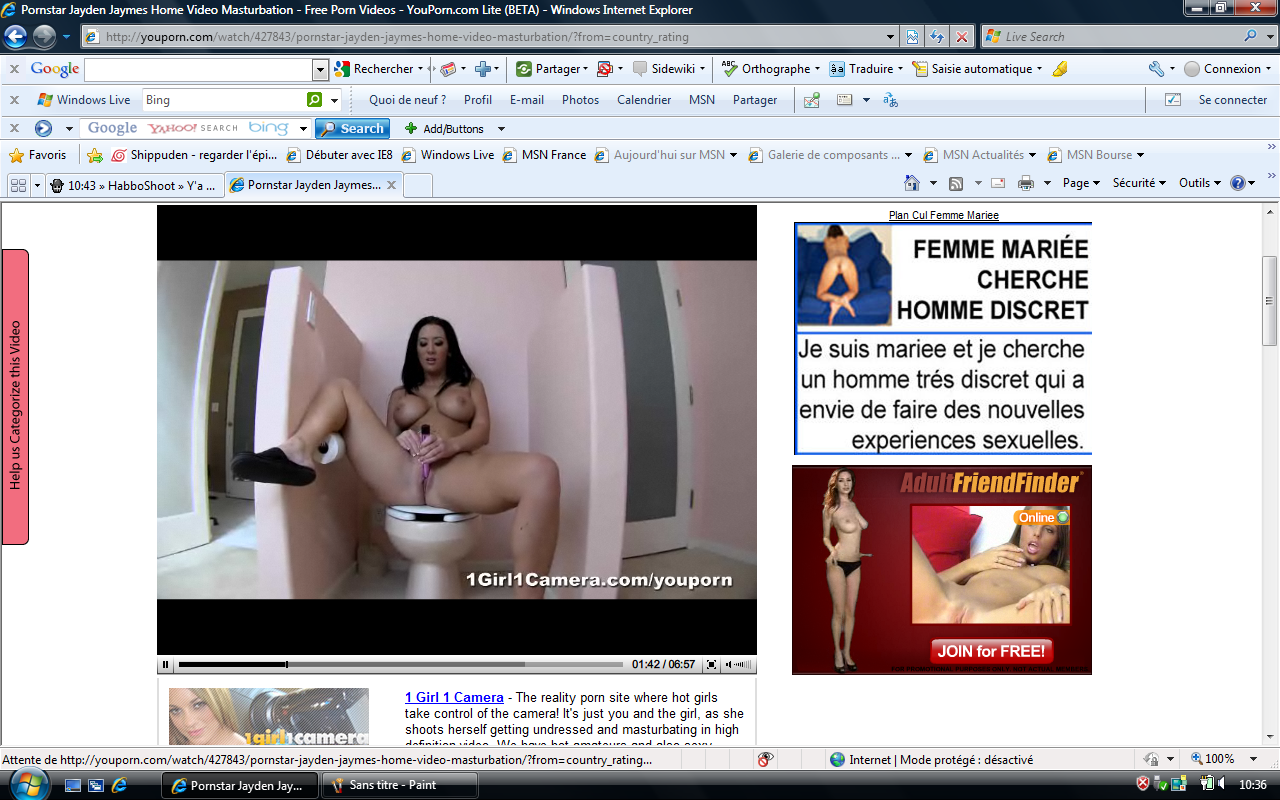 Pornstar Jayden Jaymes Home Video Masturbation - Free Porn Videos - YouPorn.com Lite (BETA) - Windows Internet Explorer
http://youporn.com/watch/427843/pornstar-jayden-jaymes-home-video-masturbation/?from=country_rating
Live Search
x Google Rechercher Partager Sidewiki ABC Orthographe Traduire Saisie automatique Connexion
x Windows Live Bing Quoi de neuf ? Profil E-mail Photos Calendrier MSN Partager Se connecter
x Google YAHOO! SEARCH bing Search Add/Buttons
Favoris Shippuden - regarder l'épi... Débuter avec IE8 Windows Live MSN France Aujourd'hui sur MSN Galerie de composants ... MSN Actualités MSN Bourse
10:43 » HabboShoot » Y'a ... Pornstar Jayden Jaymes... x Page Sécurité Outils
Help us Categorize this Video
1Girl1Camera.com/youporn
01:42 / 06:57
1girl1camera
1 Girl 1 Camera - The reality porn site where hot girls
take control of the camera! It's just you and the girl, as she
shoots herself getting undressed and masturbating in high
definition video. We have hot amateurs and also sexy
Plan Cul Femme Mariee
FEMME MARIÉE
CHERCHE
HOMME DISCRET
Je suis mariee et je cherche
un homme trés discret qui a
envie de faire des nouvelles
experiences sexuelles.
AdultFriendFinder
Online
JOIN for FREE!
Attente de http://youporn.com/watch/427843/pornstar-jayden-jaymes-home-video-masturbation/?from=country_rating...
Internet | Mode protégé : désactivé
100%
Pornstar Jayden Jay...
Sans titre - Paint
10:36